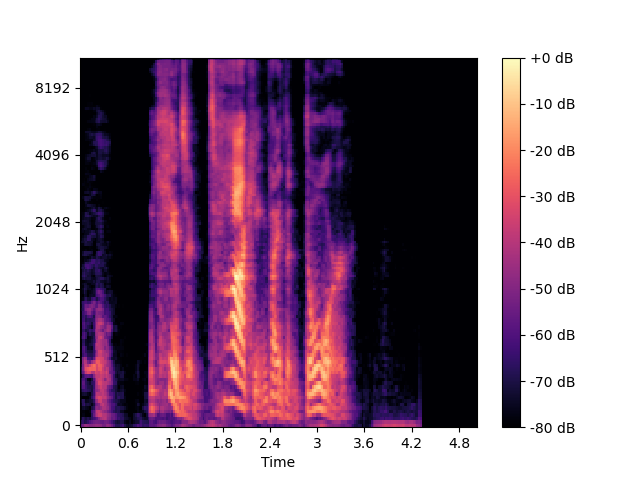 +0 dB
8192
-10 dB
4096
-20 dB
-30 dB
2048
Hz
-40 dB
1024
-50 dB
-60 dB
512
-70 dB
0
-80 dB
0 0.6 1.2 1.8 2.4 3 3.6 4.2 4.8
Time